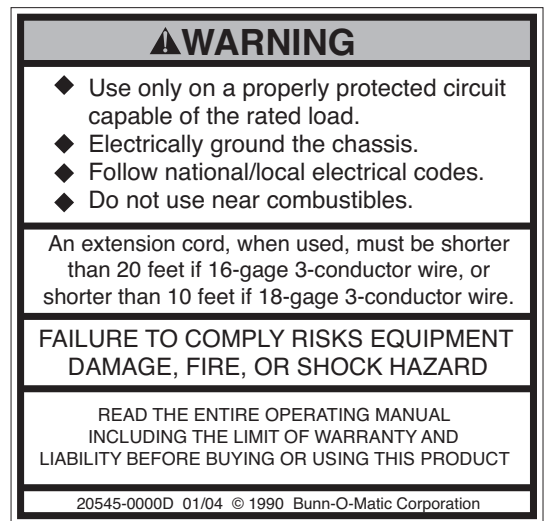 WARNING
◆ Use only on a properly protected circuit
capable of the rated load.
◆ Electrically ground the chassis.
◆ Follow national/local electrical codes.
◆ Do not use near combustibles.
An extension cord, when used, must be shorter
than 20 feet if 16-gage 3-conductor wire, or
shorter than 10 feet if 18-gage 3-conductor wire.
FAILURE TO COMPLY RISKS EQUIPMENT
DAMAGE, FIRE, OR SHOCK HAZARD
READ THE ENTIRE OPERATING MANUAL
INCLUDING THE LIMIT OF WARRANTY AND
LIABILITY BEFORE BUYING OR USING THIS PRODUCT
20545-0000D 01/04 © 1990 Bunn-O-Matic Corporation